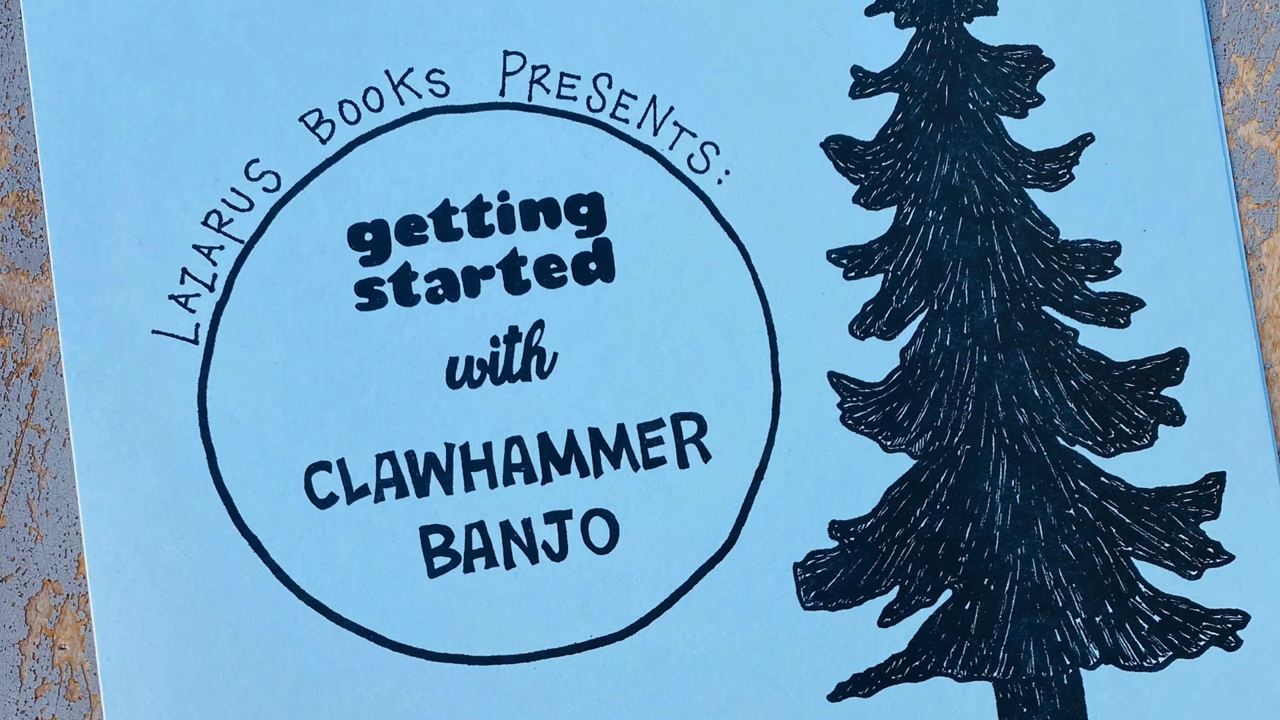 LAZARUS BOOKS PRESENTS:
getting
started
with
CLAWHAMMER
BANJO